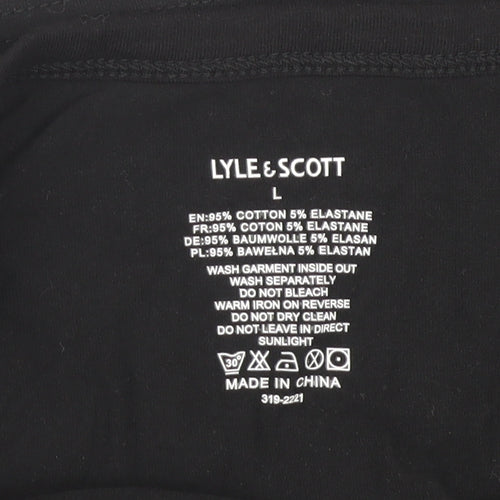 LYLE & SCOTT
L
EN:95% COTTON 5% ELASTANE
FR:95% COTON 5% ELASTANE
DE:95% BAUMWOLLE 5% ELASAN
PL:95% BAWEŁNA 5% ELASTAN
WASH GARMENT INSIDE OUT
WASH SEPARATELY
DO NOT BLEACH
WARM IRON ON REVERSE
DO NOT DRY CLEAN
DO NOT LEAVE IN DIRECT
SUNLIGHT
30°
MADE IN CHINA
319-2221